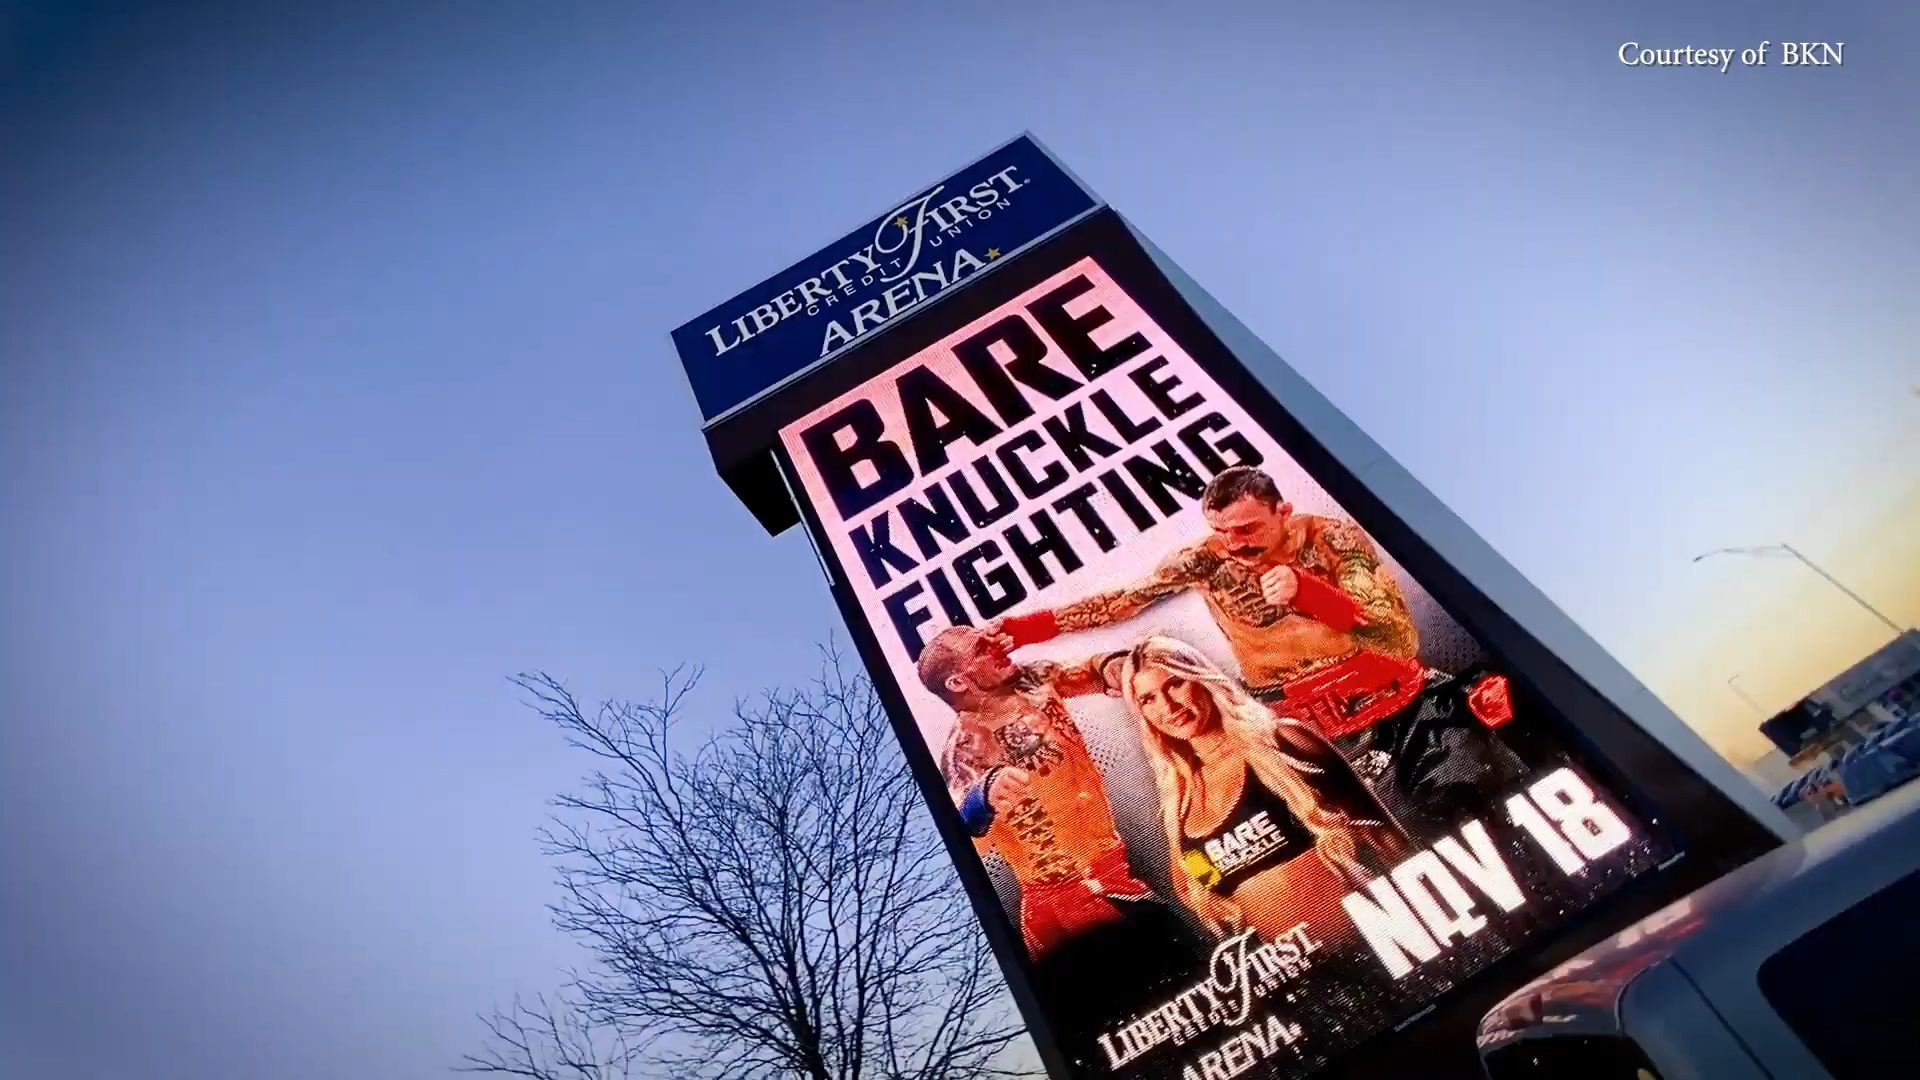 Courtesy of BKN
LIBERTY FIRST
CREDIT UNION
ARENA
BARE
KNUCKLE
FIGHTING
BARE
KNUCKLE
NOV 18
LIBERTY FIRST
CREDIT UNION
ARENA